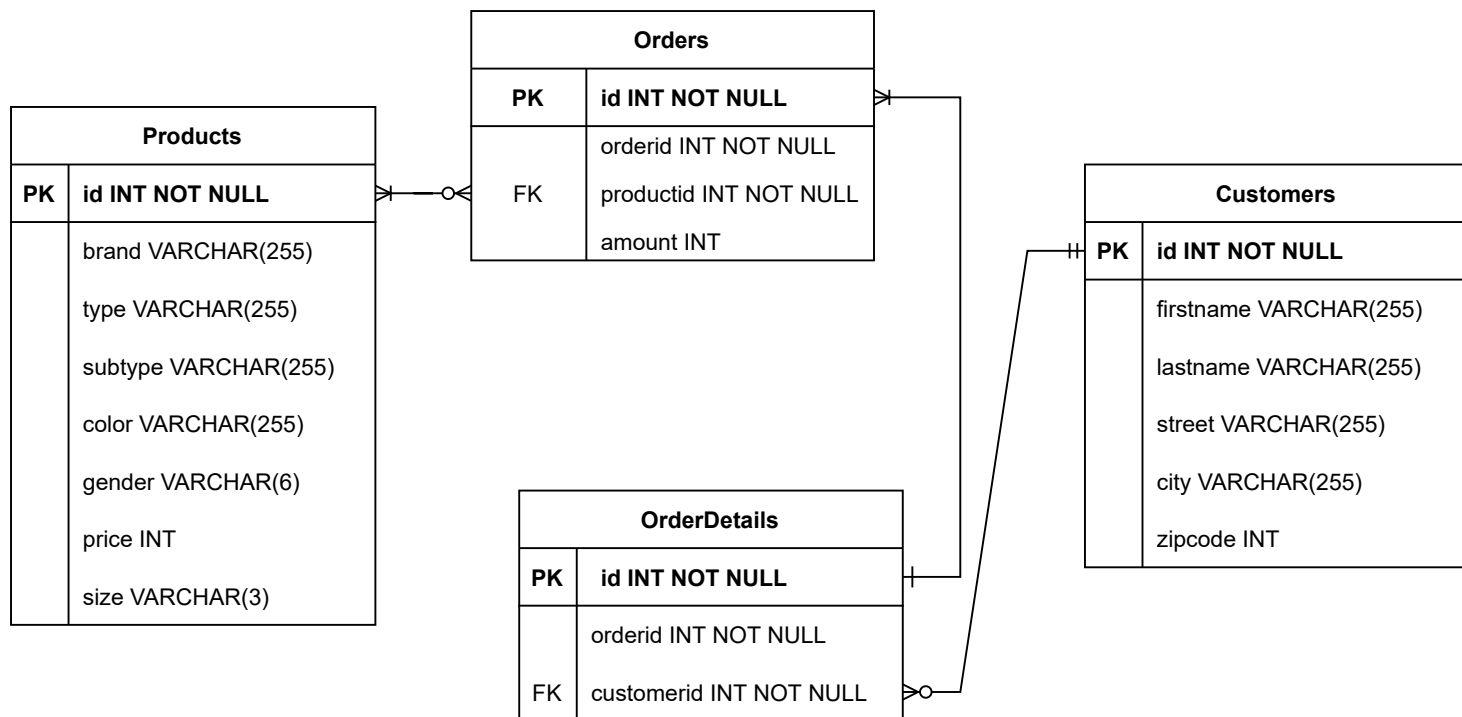 Orders
PK id INT NOT NULL
orderid INT NOT NULL
FK productid INT NOT NULL
amount INT
Products
PK id INT NOT NULL
brand VARCHAR(255)
type VARCHAR(255)
subtype VARCHAR(255)
color VARCHAR(255)
gender VARCHAR(6)
price INT
size VARCHAR(3)
Customers
PK id INT NOT NULL
firstname VARCHAR(255)
lastname VARCHAR(255)
street VARCHAR(255)
city VARCHAR(255)
zipcode INT
OrderDetails
PK id INT NOT NULL
orderid INT NOT NULL
FK customerid INT NOT NULL